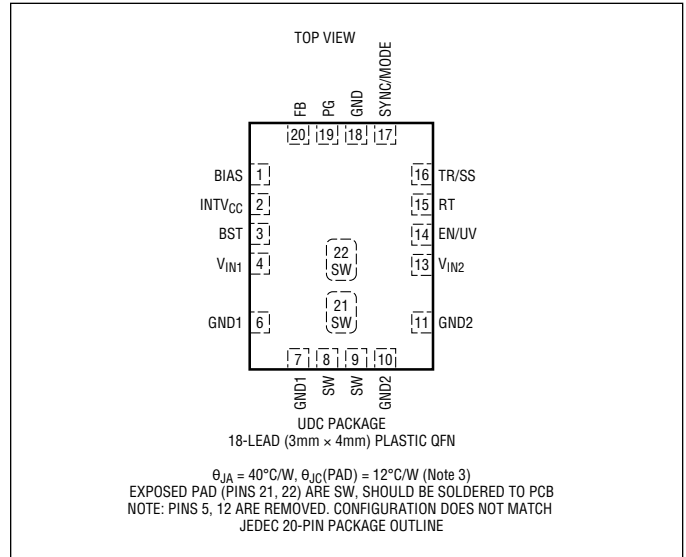 TOP VIEW
FB
PG
GND
SYNC/MODE
20 19 18 17
BIAS 1
16 TR/SS
INTVCC 2
15 RT
BST 3
14 EN/UV
VIN1 4
22
SW
13 VIN2
21
SW
GND1 6
11 GND2
7 8 9 10
GND1
SW
SW
GND2
UDC PACKAGE
18-LEAD (3mm × 4mm) PLASTIC QFN
θJA = 40°C/W, θJC(PAD) = 12°C/W (Note 3)
EXPOSED PAD (PINS 21, 22) ARE SW, SHOULD BE SOLDERED TO PCB
NOTE: PINS 5, 12 ARE REMOVED. CONFIGURATION DOES NOT MATCH
JEDEC 20-PIN PACKAGE OUTLINE